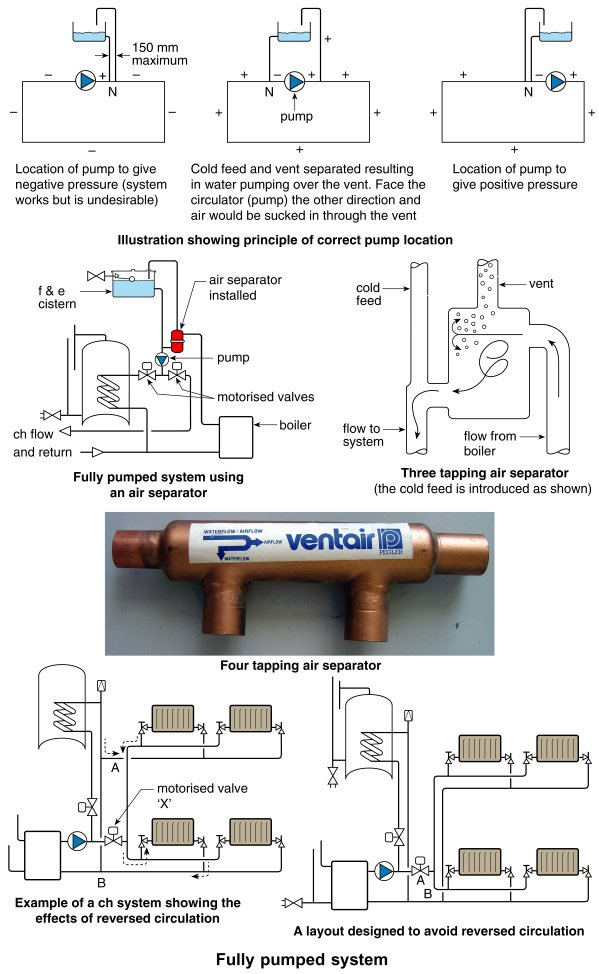 150 mm
maximum
− + −
N
−
−
−
Location of pump to give
negative pressure (system
works but is undesirable)
+
+ − + + +
N
pump
+
+
+
Cold feed and vent separated resulting
in water pumping over the vent. Face the
circulator (pump) the other direction and
air would be sucked in through the vent
+ + − +
N
+
+
+
Location of pump to
give positive pressure
Illustration showing principle of correct pump location
f & e
cistern
air separator
installed
pump
motorised valves
boiler
ch flow
and return
Fully pumped system using
an air separator
cold
feed
vent
flow to
system
flow from
boiler
Three tapping air separator
(the cold feed is introduced as shown)
WATERFLOW / AIRFLOW
AIRFLOW
WATERFLOW
ventair
PEGLER
Four tapping air separator
A
motorised valve
‘X’
B
Example of a ch system showing the
effects of reversed circulation
A
B
A layout designed to avoid reversed circulation
Fully pumped system